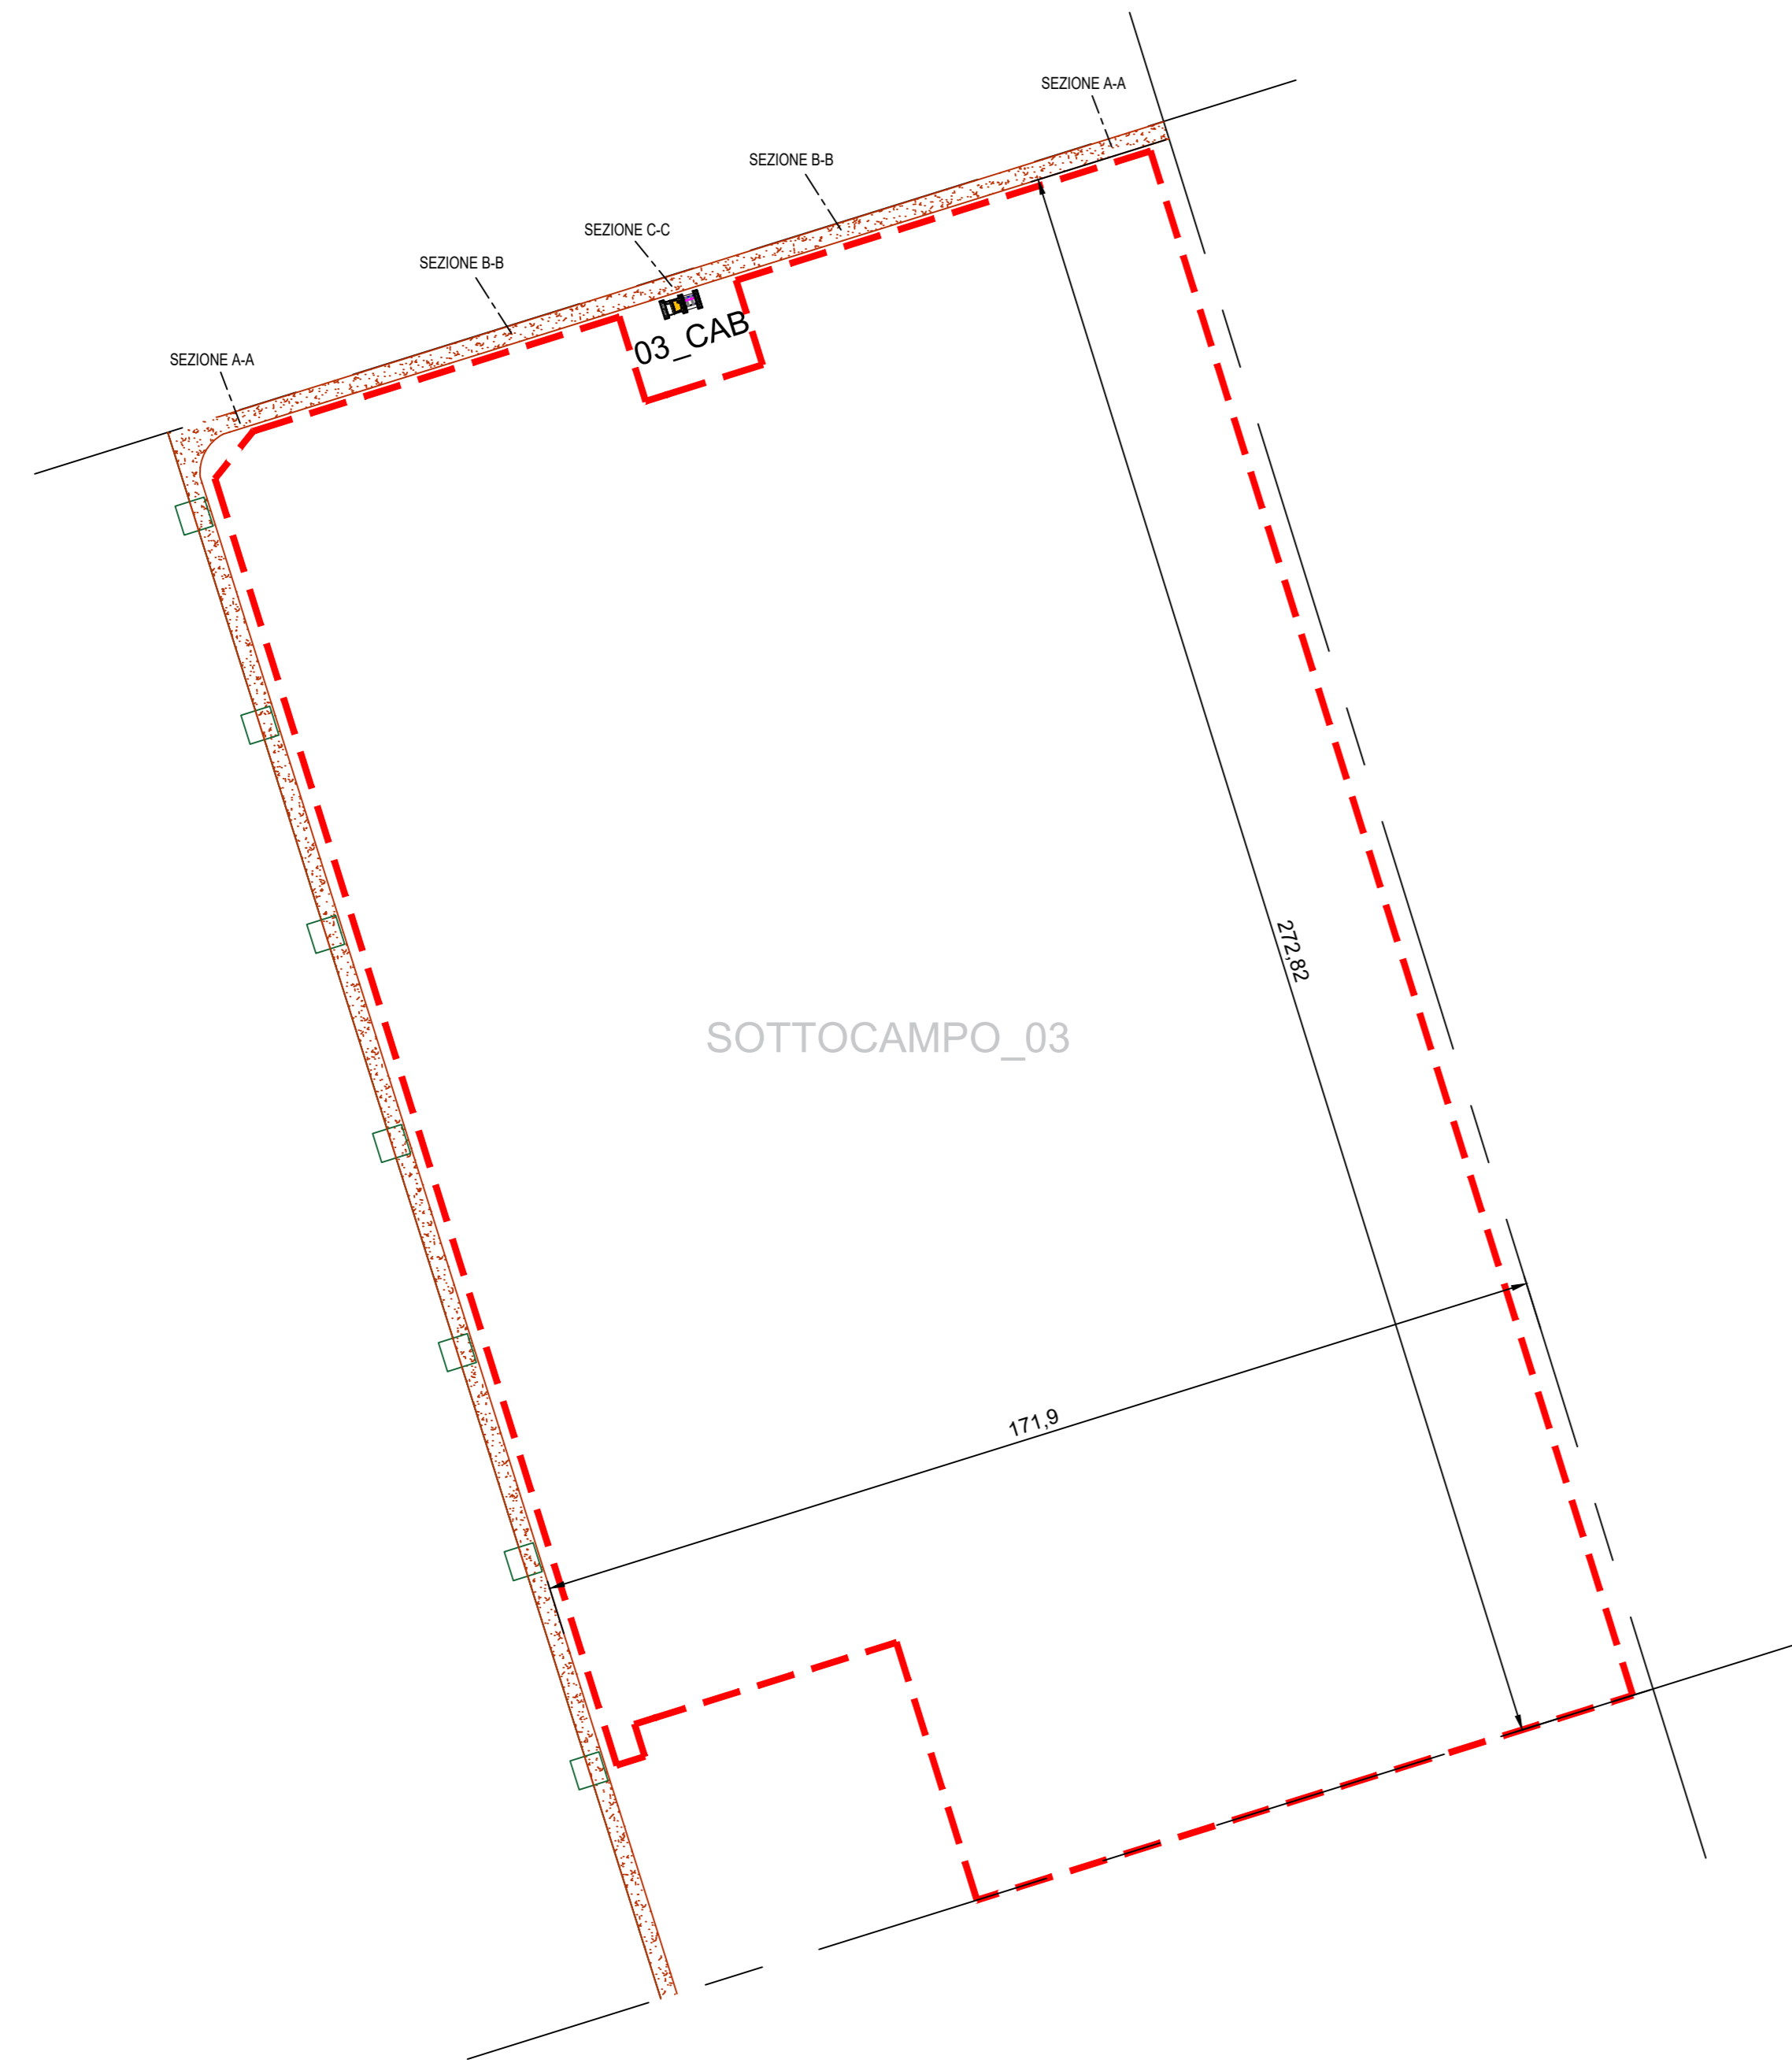 SEZIONE A-A
SEZIONE B-B
SEZIONE C-C
SEZIONE B-B
03_CAB
SEZIONE A-A
272,82
SOTTOCAMPO_03
171,9